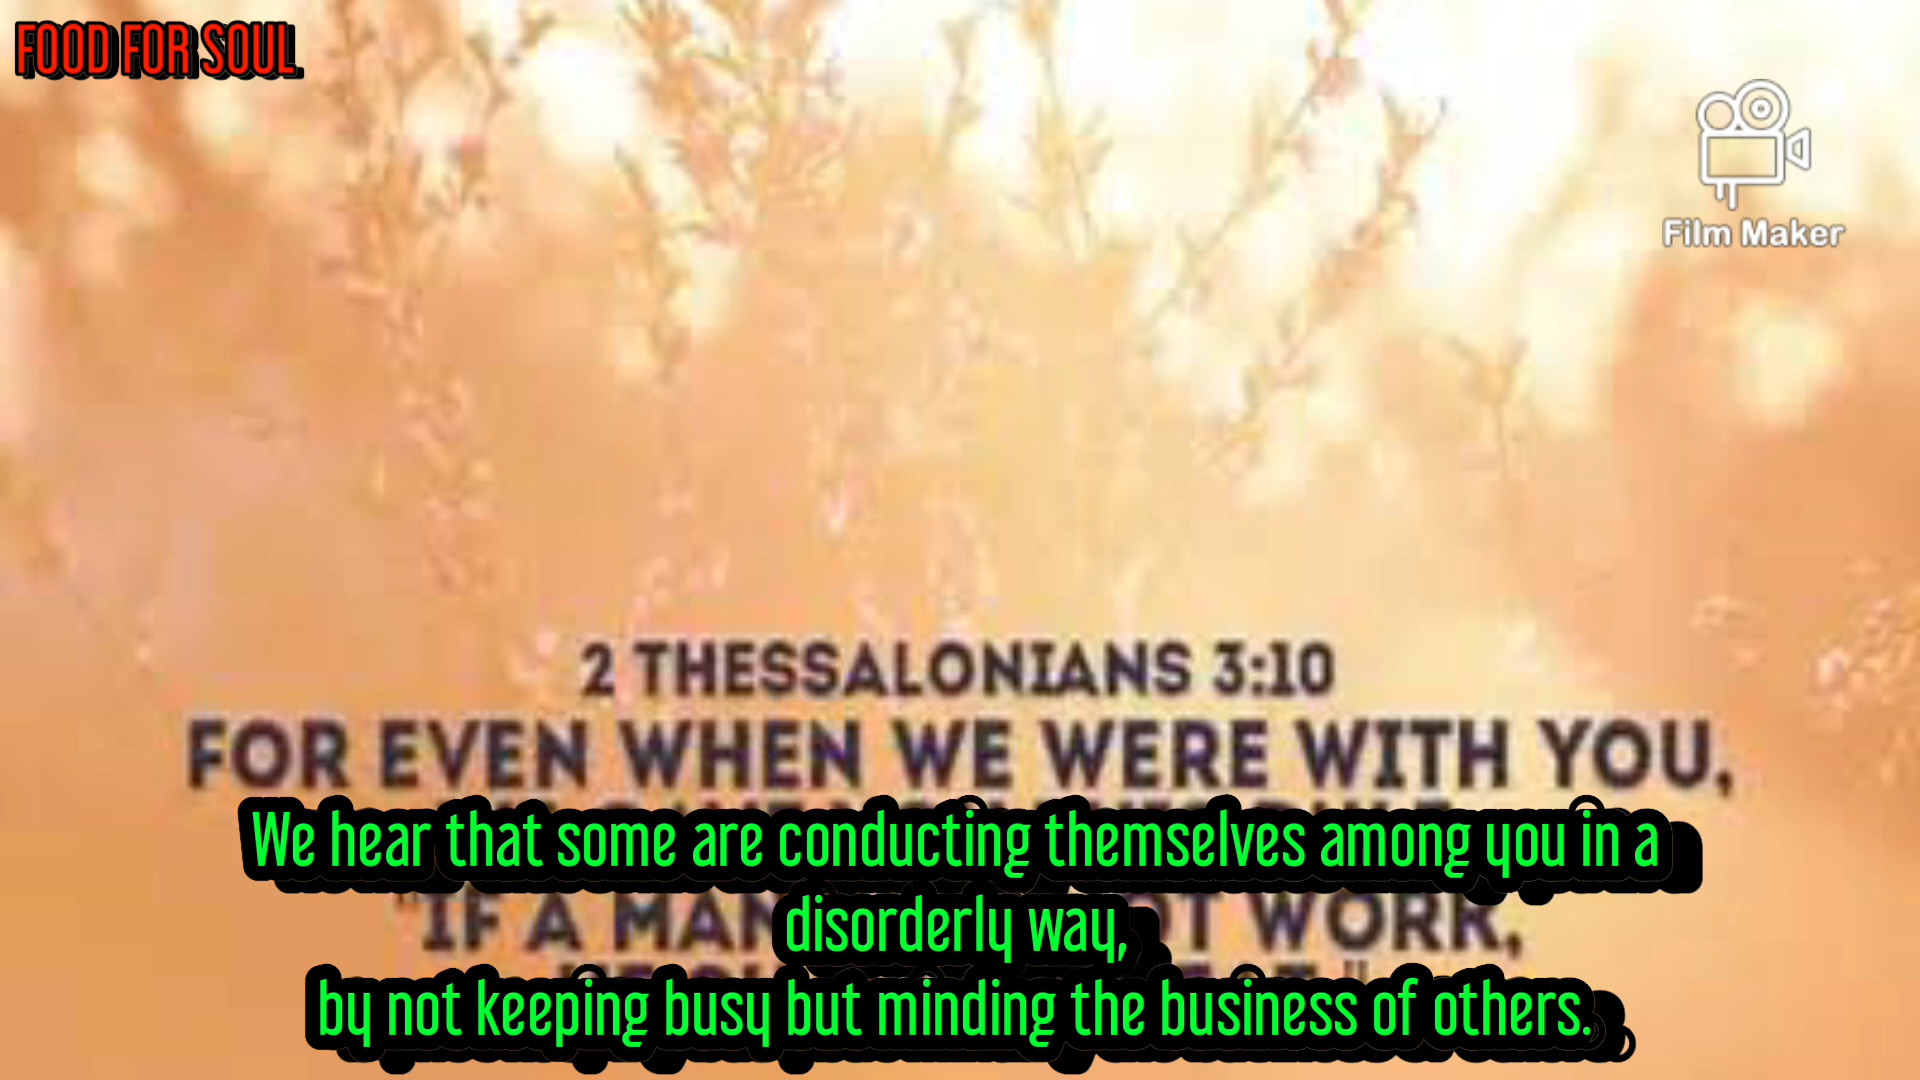 FOOD FOR SOUL.
Film Maker
2 THESSALONIANS 3:10
FOR EVEN WHEN WE WERE WITH YOU,
We hear that some are conducting themselves among you in a
"IF A MAN OT WORK,
disorderly way,
by not keeping busy but minding the business of others.